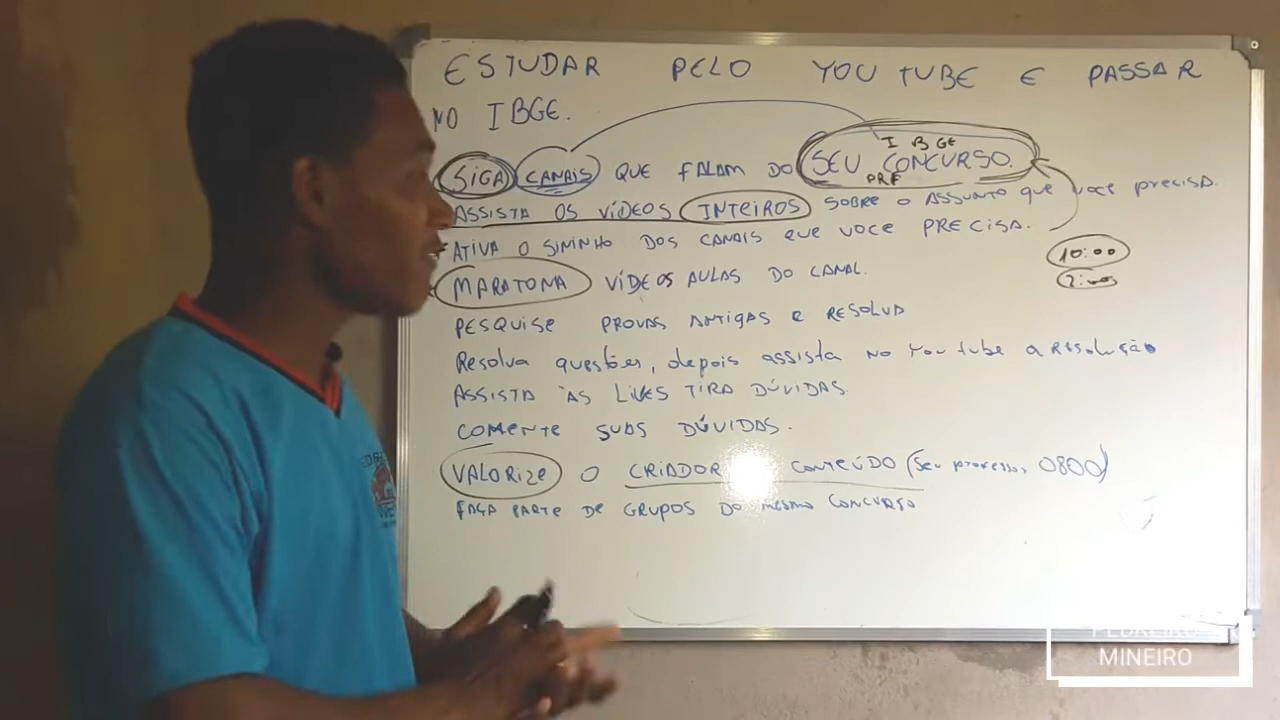 ESTUDAR PELO YOUTUBE E PASSAR
NO IBGE.
IBGE
SIGA CANAIS QUE FALAM DO SEU CONCURSO.
PRF
ASSISTA OS VÍDEOS INTEIROS SOBRE O ASSUNTO QUE VOCE PRECISA.
ATIVA O SININHO DOS CANAIS QUE VOCE PRECISA.
10:00
MARATONA VÍDEOS AULAS DO CANAL.
PESQUISE PROVAS ANTIGAS E RESOLVA
Resolva questões, depois assista no YouTube a Resolução
ASSISTA ÀS LIVES TIRA DÚVIDAS.
COMENTE SUAS DÚVIDAS.
VALORIZE O CRIADOR CONTEÚDO (Seu professor 0800)
FAÇA PARTE DE GRUPOS DO MESMO CONCURSO
PEDREIRO
MINEIRO